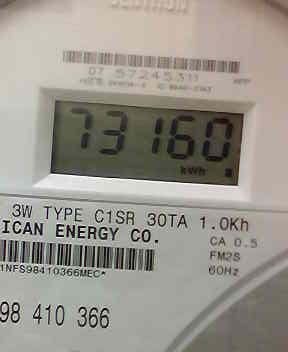 CENTRON
07 57245311
73160
kWh
3W TYPE C1SR 30TA 1.0Kh
ICAN ENERGY CO.
CA 0.5
FM2S
60Hz
1NFS98410366MEC*
98 410 366